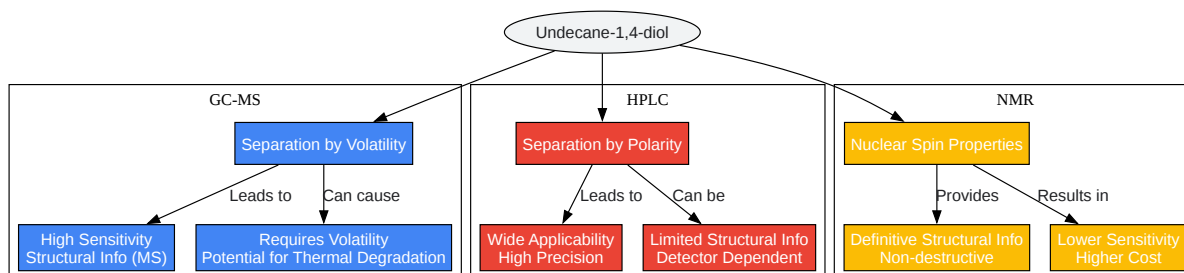 Undecane-1,4-diol
GC-MS
HPLC
NMR
Separation by Volatility
Separation by Polarity
Nuclear Spin Properties
Leads to
Can cause
Leads to
Can be
Provides
Results in
High Sensitivity
Structural Info (MS)
Requires Volatility
Potential for Thermal Degradation
Wide Applicability
High Precision
Limited Structural Info
Detector Dependent
Definitive Structural Info
Non-destructive
Lower Sensitivity
Higher Cost